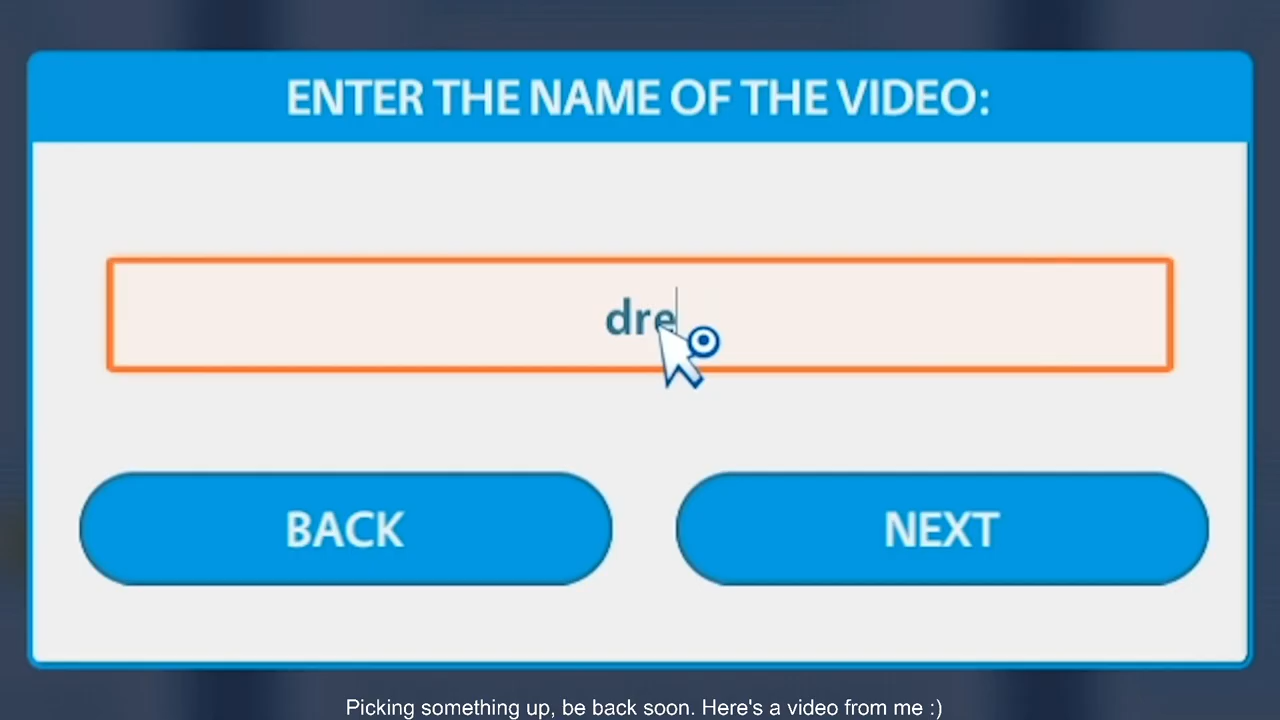 ENTER THE NAME OF THE VIDEO:
dre
BACK
NEXT
Picking something up, be back soon. Here's a video from me :)